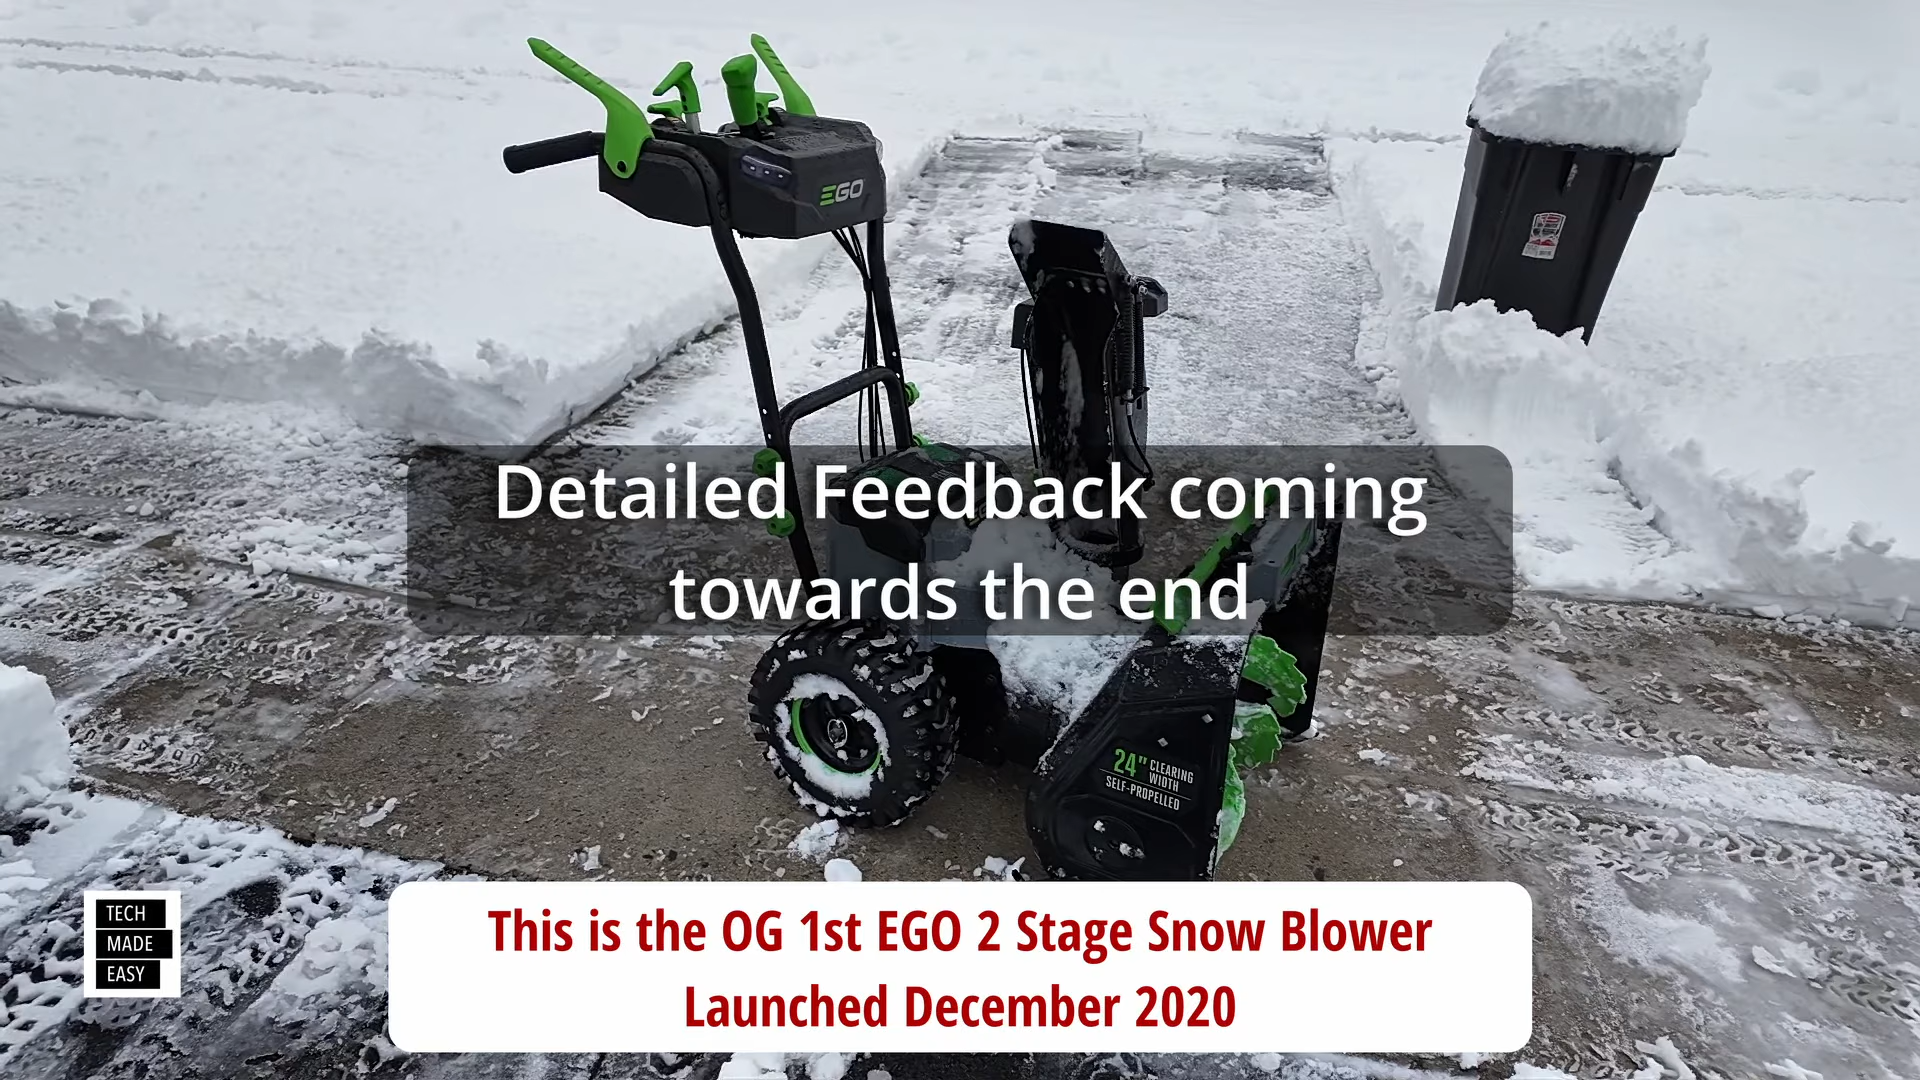 EGO
Detailed Feedback coming
towards the end
24" CLEARING
WIDTH
SELF-PROPELLED
TECH
MADE
EASY
This is the OG 1st EGO 2 Stage Snow Blower
Launched December 2020